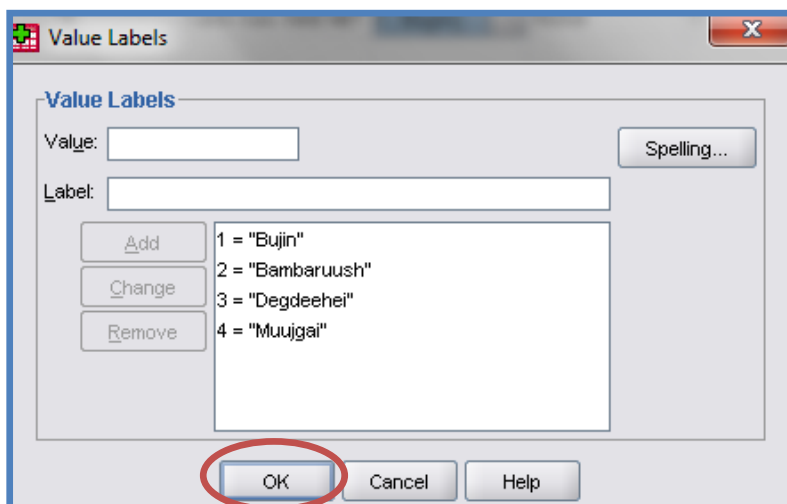 Value Labels
Value Labels
Value:
Spelling...
Label:
Add
Change
Remove
1 = "Bujin"
2 = "Bambaruush"
3 = "Degdeehei"
4 = "Muujgai"
OK Cancel Help